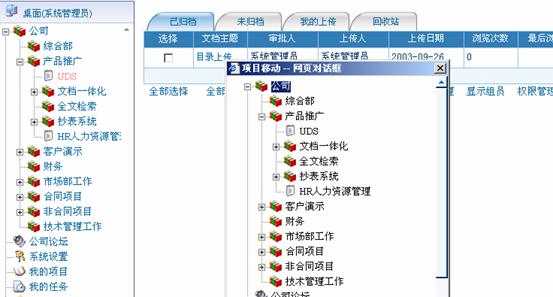 桌面(系统管理员)
公司
综合部
产品推广
UDS
文档一体化
全文检索
抄表系统
HR人力资源管
客户演示
财务
市场部工作
合同项目
非合同项目
技术管理工作
公司论坛
系统设置
我的项目
我的任务
已归档 未归档 我的上传 回收站
选择 文档主题 审批人 上传人 上传日期 浏览次数 最后浏
目录上传 系统管理员 系统管理员 2003-09-26 0
全部选择 全部 显示组员 权限管理
项目移动 -- 网页对话框
公司
综合部
产品推广
UDS
文档一体化
全文检索
抄表系统
HR人力资源管理
客户演示
财务
市场部工作
合同项目
非合同项目
技术管理工作
公司论坛